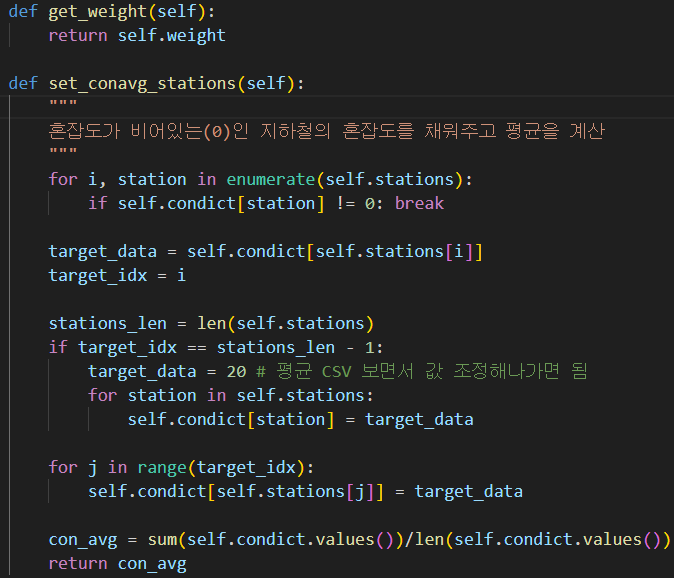 def get_weight(self):
    return self.weight

def set_conavg_stations(self):
    """
    혼잡도가 비어있는(0)인 지하철의 혼잡도를 채워주고 평균을 계산
    """
    for i, station in enumerate(self.stations):
        if self.condict[station] != 0: break

    target_data = self.condict[self.stations[i]]
    target_idx = i

    stations_len = len(self.stations)
    if target_idx == stations_len - 1:
        target_data = 20 # 평균 CSV 보면서 값 조정해나가면 됨
        for station in self.stations:
            self.condict[station] = target_data

    for j in range(target_idx):
        self.condict[self.stations[j]] = target_data

    con_avg = sum(self.condict.values())/len(self.condict.values())
    return con_avg